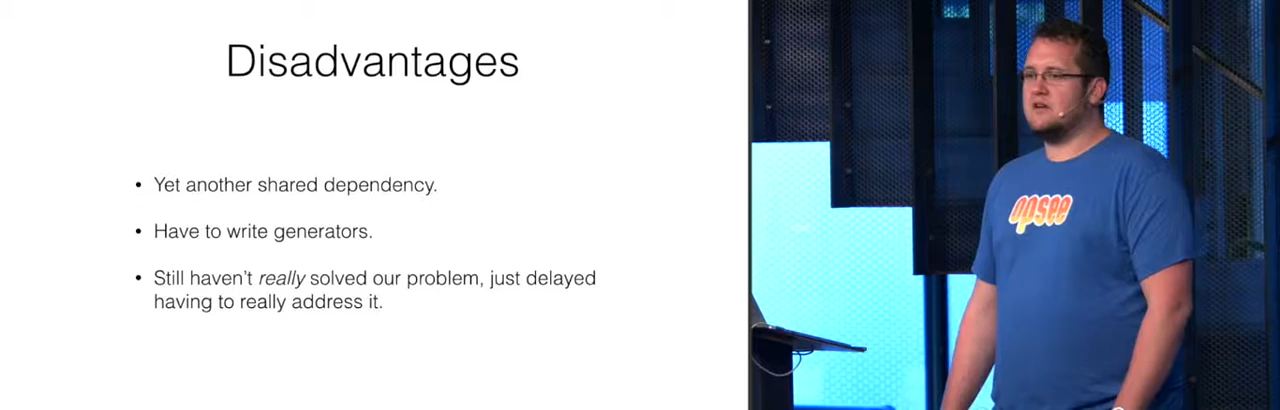 Disadvantages
• Yet another shared dependency.
• Have to write generators.
• Still haven't really solved our problem, just delayed
having to really address it.
opsee